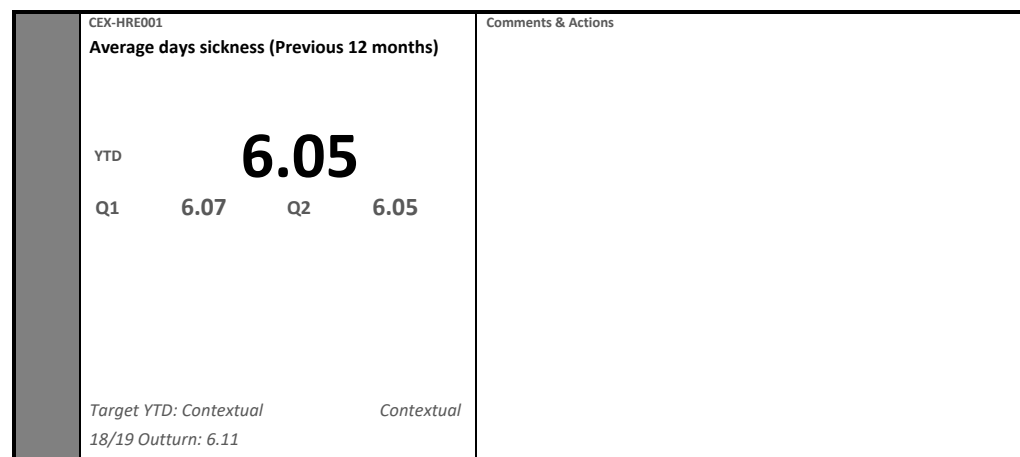 CEX-HRE001
Average days sickness (Previous 12 months)
YTD 6.05
Q1 6.07 Q2 6.05
Target YTD: Contextual Contextual
18/19 Outturn: 6.11
Comments & Actions